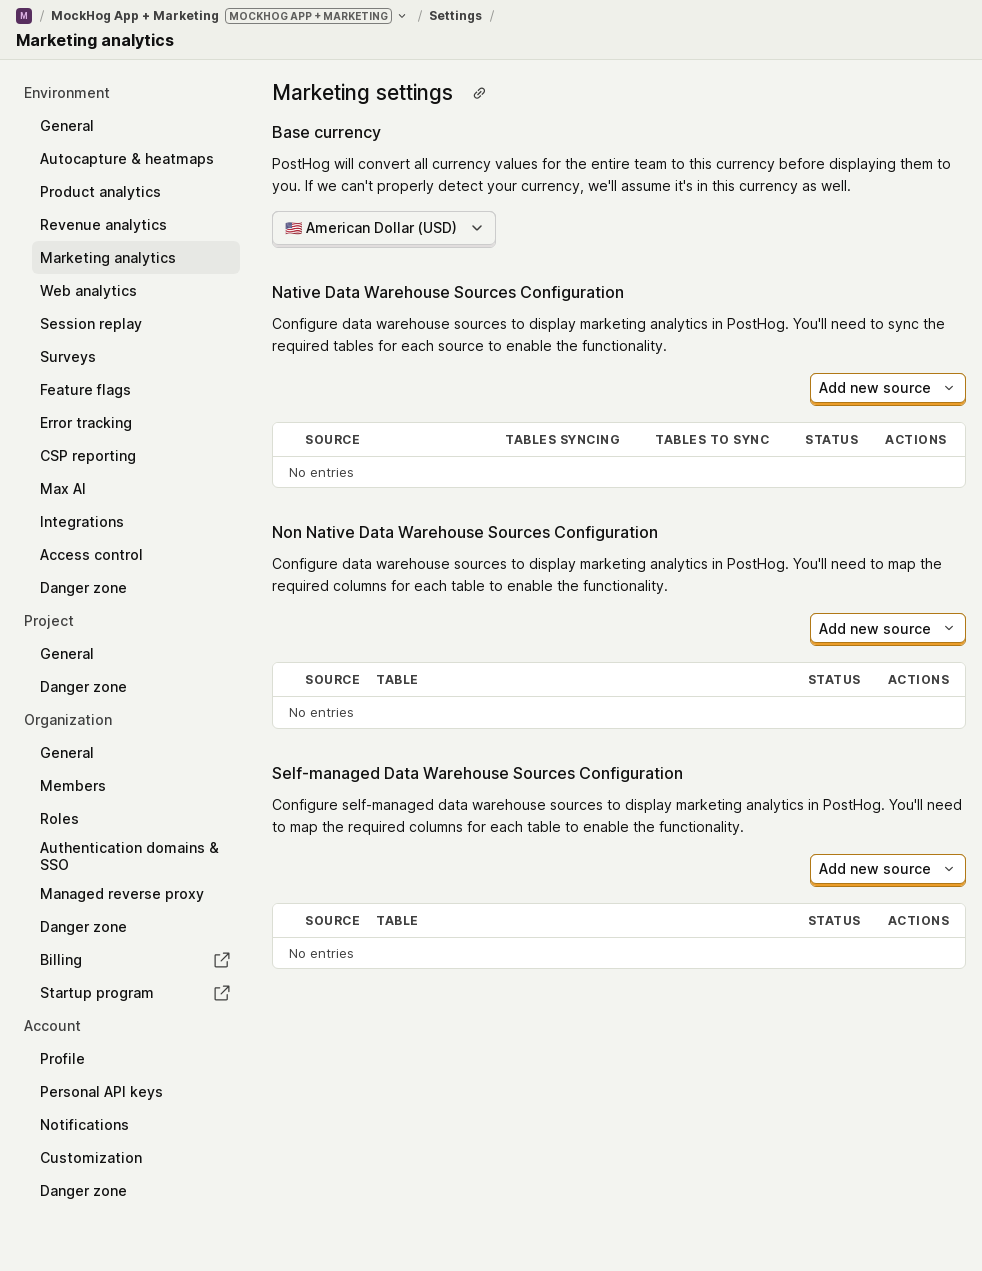 M / MockHog App + Marketing MOCKHOG APP + MARKETING / Settings /
Marketing analytics
Environment
General
Autocapture & heatmaps
Product analytics
Revenue analytics
Marketing analytics
Web analytics
Session replay
Surveys
Feature flags
Error tracking
CSP reporting
Max AI
Integrations
Access control
Danger zone
Project
General
Danger zone
Organization
General
Members
Roles
Authentication domains &
SSO
Managed reverse proxy
Danger zone
Billing
Startup program
Account
Profile
Personal API keys
Notifications
Customization
Danger zone
Marketing settings
Base currency
PostHog will convert all currency values for the entire team to this currency before displaying them to
you. If we can't properly detect your currency, we'll assume it's in this currency as well.
🇺🇸 American Dollar (USD)
Native Data Warehouse Sources Configuration
Configure data warehouse sources to display marketing analytics in PostHog. You'll need to sync the
required tables for each source to enable the functionality.
Add new source
SOURCE TABLES SYNCING TABLES TO SYNC STATUS ACTIONS
No entries
Non Native Data Warehouse Sources Configuration
Configure data warehouse sources to display marketing analytics in PostHog. You'll need to map the
required columns for each table to enable the functionality.
Add new source
SOURCE TABLE STATUS ACTIONS
No entries
Self-managed Data Warehouse Sources Configuration
Configure self-managed data warehouse sources to display marketing analytics in PostHog. You'll need
to map the required columns for each table to enable the functionality.
Add new source
SOURCE TABLE STATUS ACTIONS
No entries